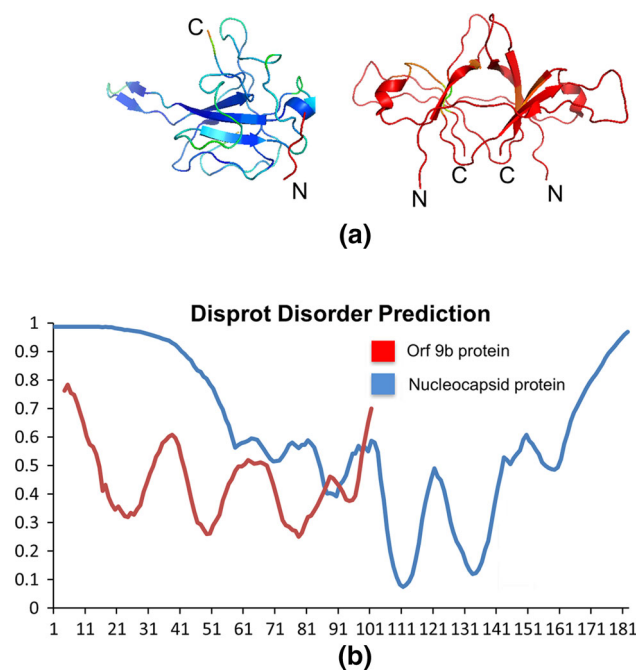 C
N
N
C
C
N
(a)
Disprot Disorder Prediction
Orf 9b protein
Nucleocapsid protein
1
0.9
0.8
0.7
0.6
0.5
0.4
0.3
0.2
0.1
0
1 11 21 31 41 51 61 71 81 91 101 111 121 131 141 151 161 171 181
(b)